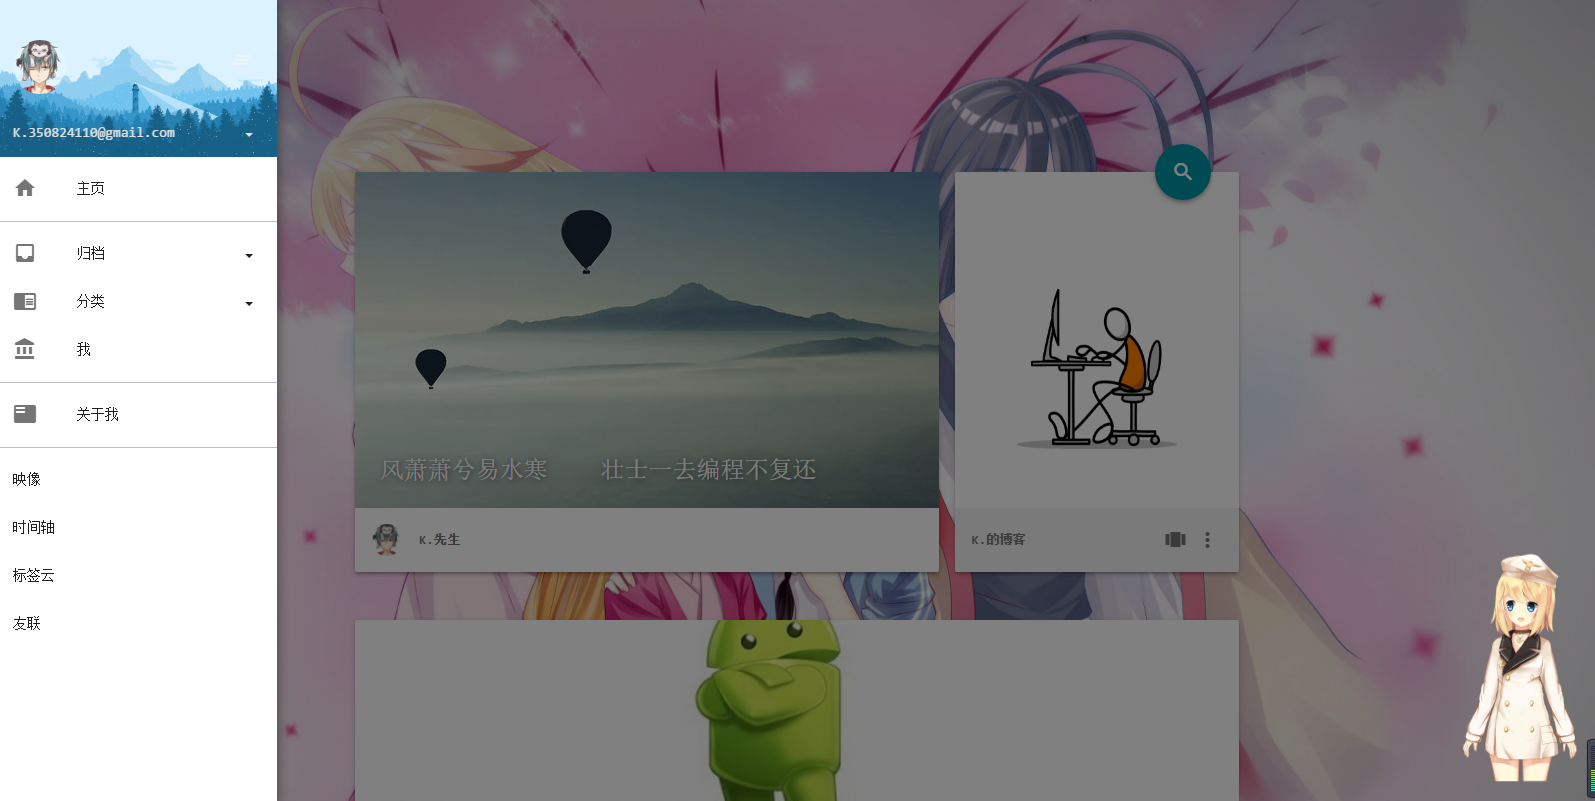 K.350824110@gmail.com
主页
归档
分类
我
关于我
映像
时间轴
标签云
友联
风萧萧兮易水寒 壮士一去编程不复还
K.先生
K.的博客